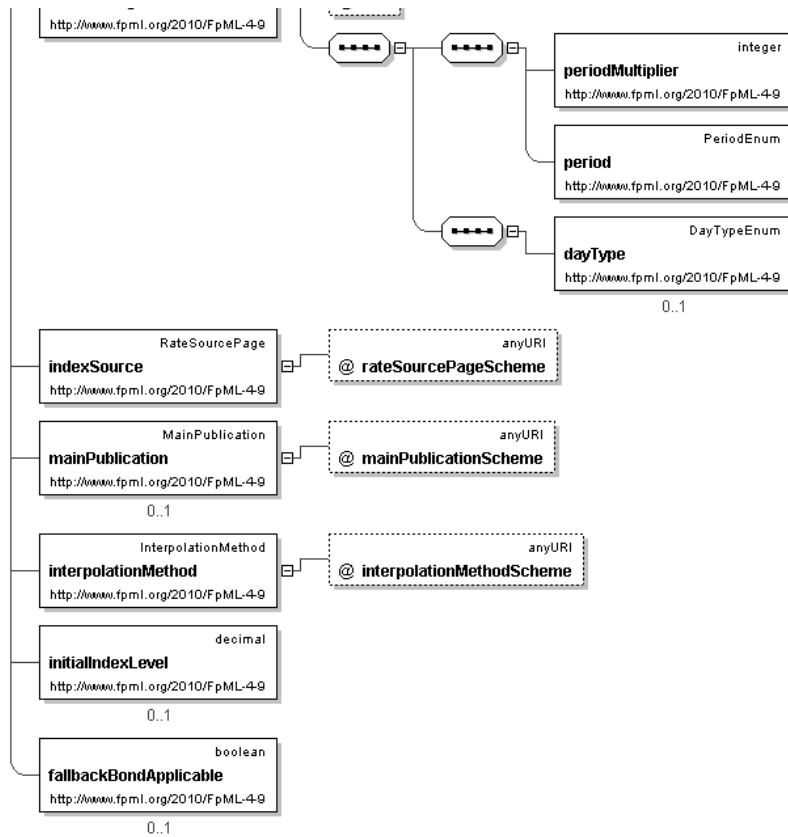 http://www.fpml.org/2010/FpML-4-9
integer
periodMultiplier
http://www.fpml.org/2010/FpML-4-9
PeriodEnum
period
http://www.fpml.org/2010/FpML-4-9
DayTypeEnum
dayType
http://www.fpml.org/2010/FpML-4-9
0..1
RateSourcePage
indexSource
http://www.fpml.org/2010/FpML-4-9
anyURI
@ rateSourcePageScheme
MainPublication
mainPublication
http://www.fpml.org/2010/FpML-4-9
0..1
anyURI
@ mainPublicationScheme
InterpolationMethod
interpolationMethod
http://www.fpml.org/2010/FpML-4-9
anyURI
@ interpolationMethodScheme
decimal
initialIndexLevel
http://www.fpml.org/2010/FpML-4-9
0..1
boolean
fallbackBondApplicable
http://www.fpml.org/2010/FpML-4-9
0..1